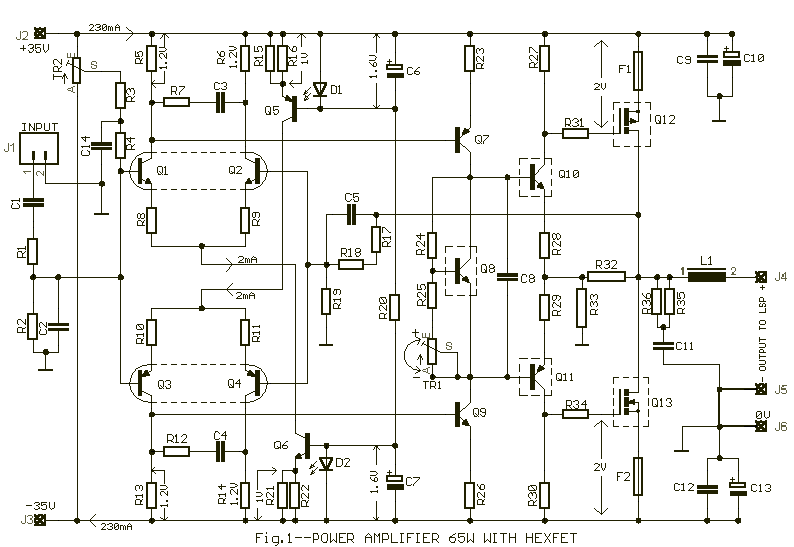 J2
+35V
230mA
TR2
E
S
A
R5
1.2V
R6
1.2V
R15
R16
1V
D1
1.6V
C6
R23
R27
2V
F1
C9
C10
R3
R7
C3
Q5
R31
Q12
INPUT
J1
1 2
C14
R4
Q1
Q2
Q7
Q10
C1
R8
R9
C5
R17
R24
R28
R1
2mA
R18
Q8
R32
L1
1 2
J4
2mA
R19
R20
R25
C8
R29
R33
R36
R35
R2
C2
R10
R11
C11
+
E
S
A
-
TR1
OUTPUT TO LSP
+
-
Q3
Q4
Q11
Q13
J5
0V
J6
R12
C4
Q6
Q9
R34
D2
1.6V
C7
2V
F2
R13
1.2V
R14
1.2V
1V
R21
R22
R26
R30
C12
C13
-35V
J3
230mA
Fig.1--POWER AMPLIFIER 65W WITH HEXFET